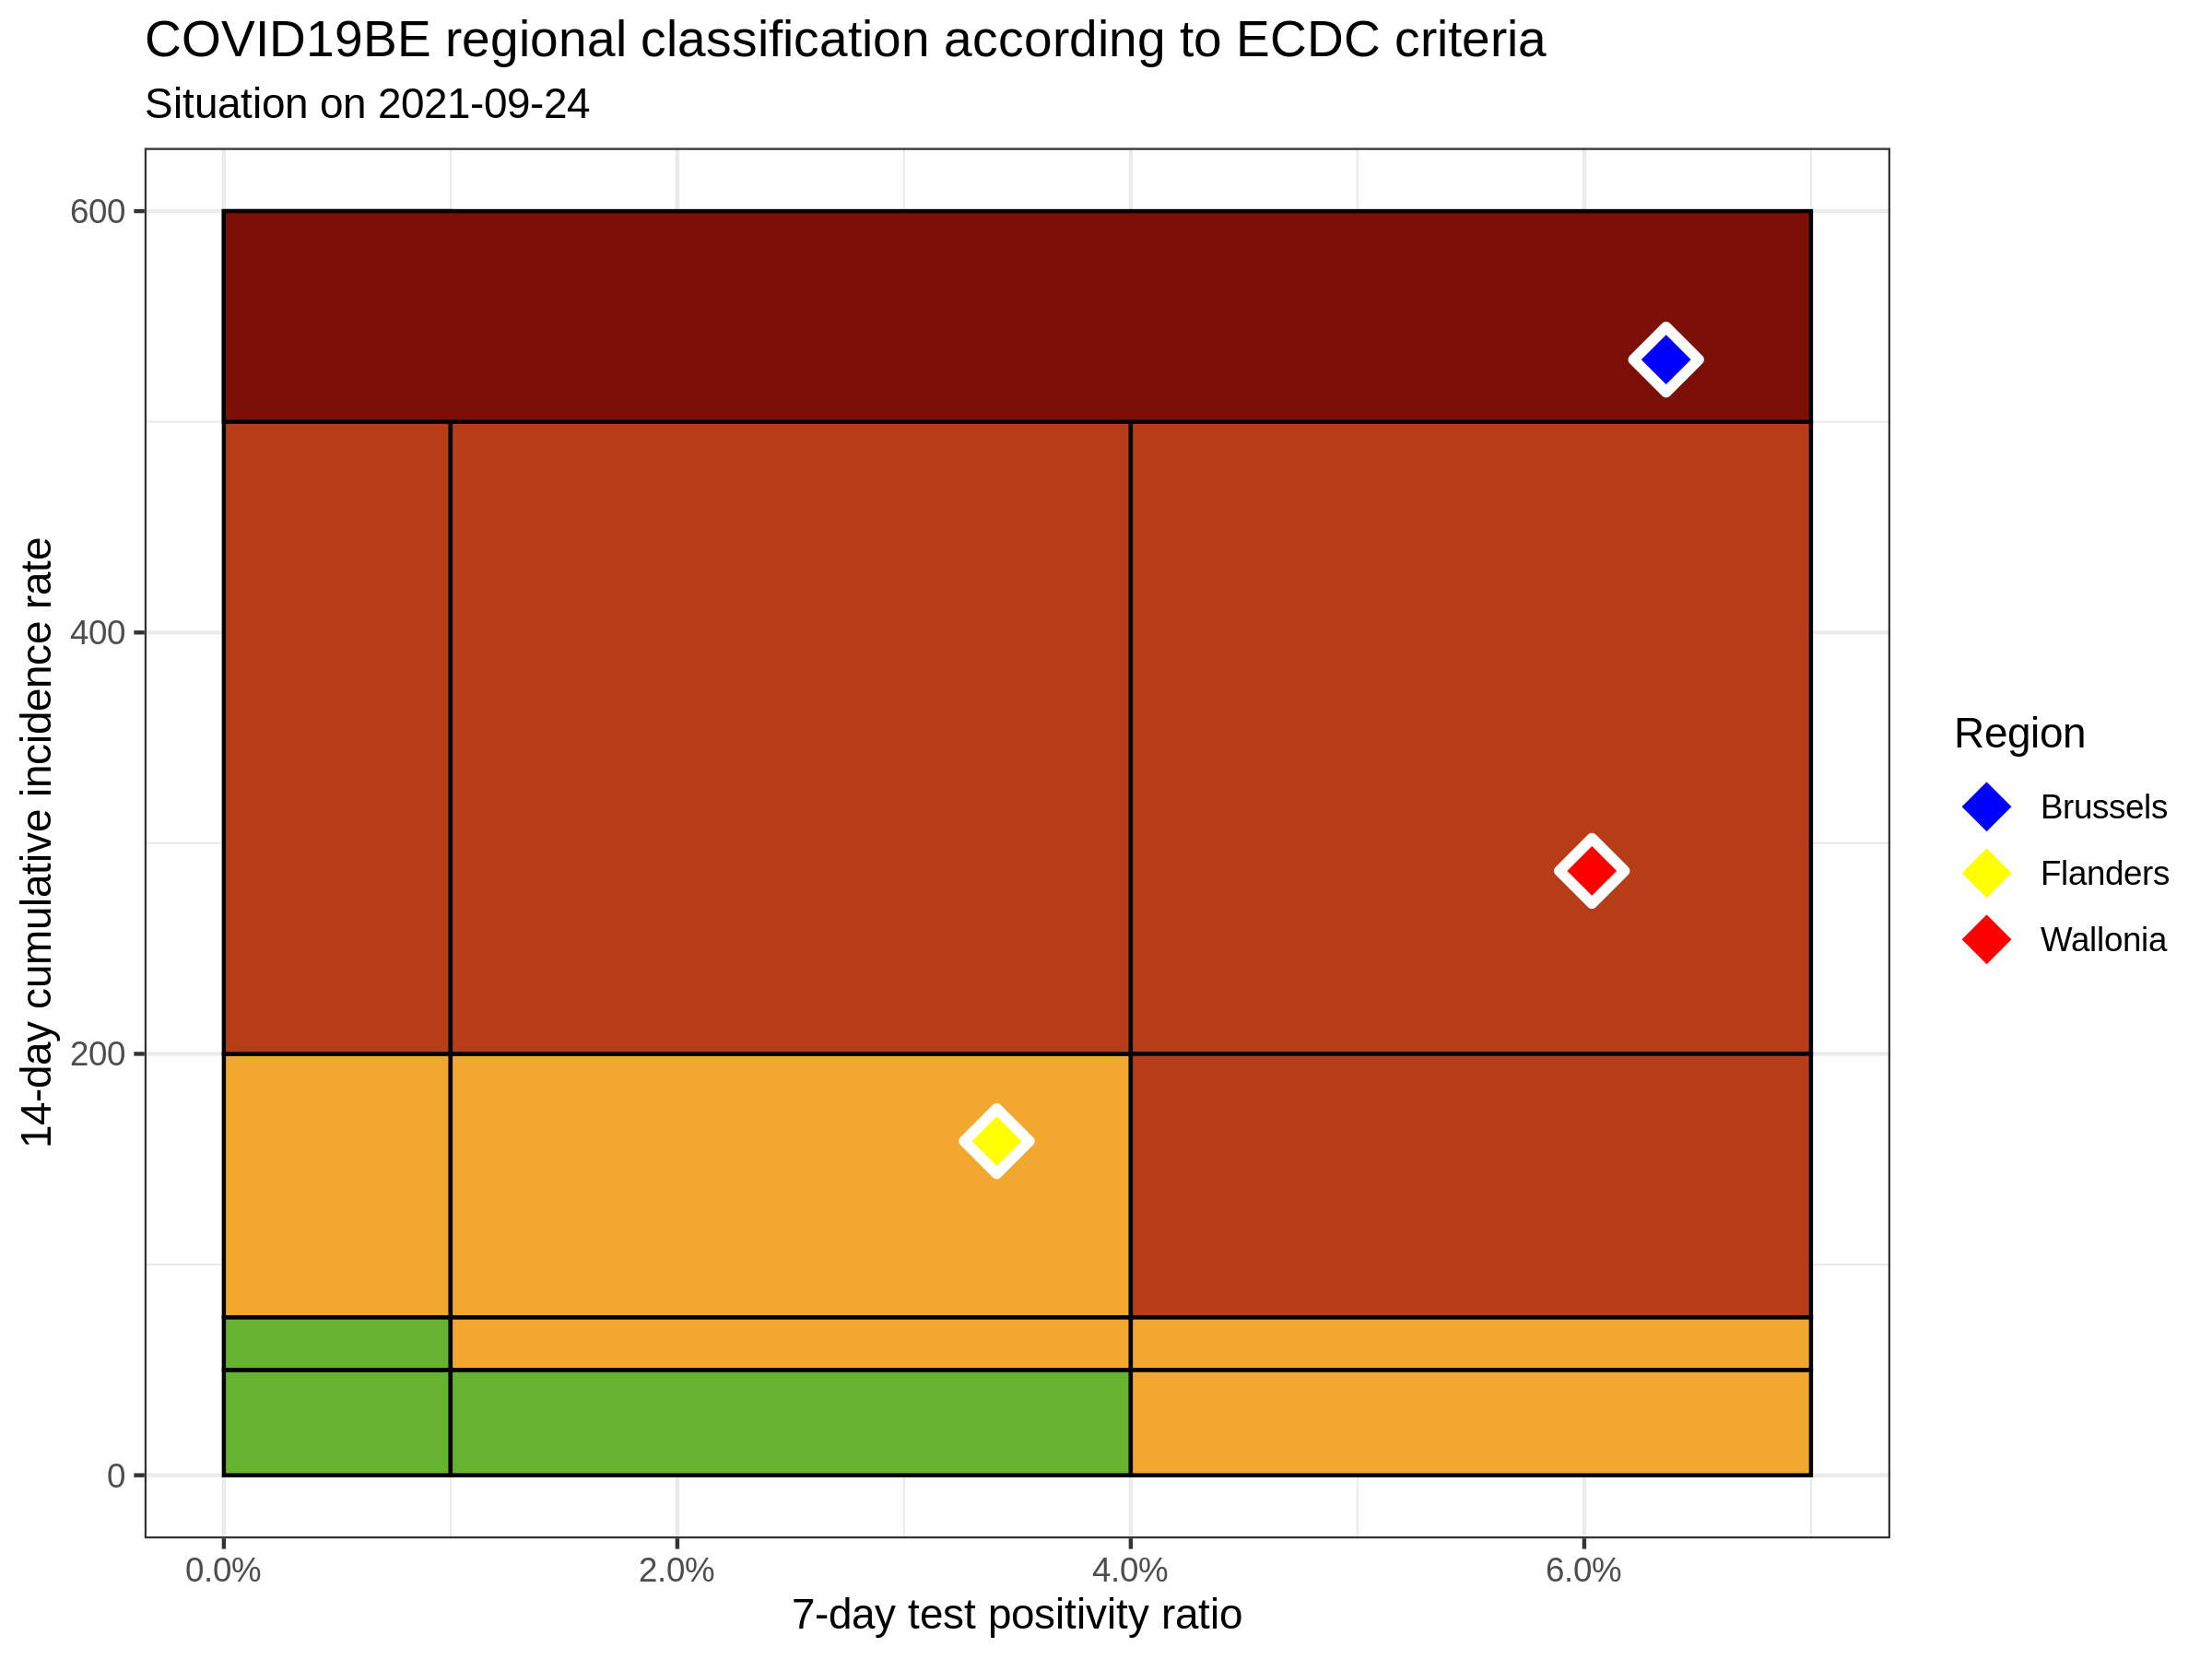 COVID19BE regional classification according to ECDC criteria
Situation on 2021-09-24
14-day cumulative incidence rate
600
400
200
0
0.0%
2.0%
4.0%
6.0%
7-day test positivity ratio
Region
Brussels
Flanders
Wallonia